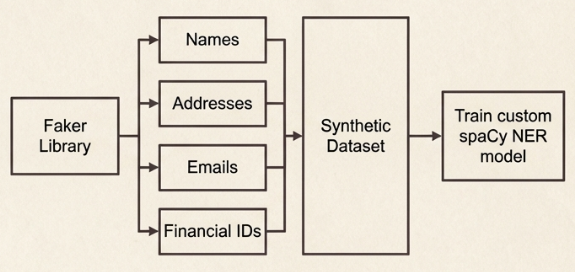 Faker
Library
Names
Addresses
Emails
Financial IDs
Synthetic
Dataset
Train custom
spaCy NER
model